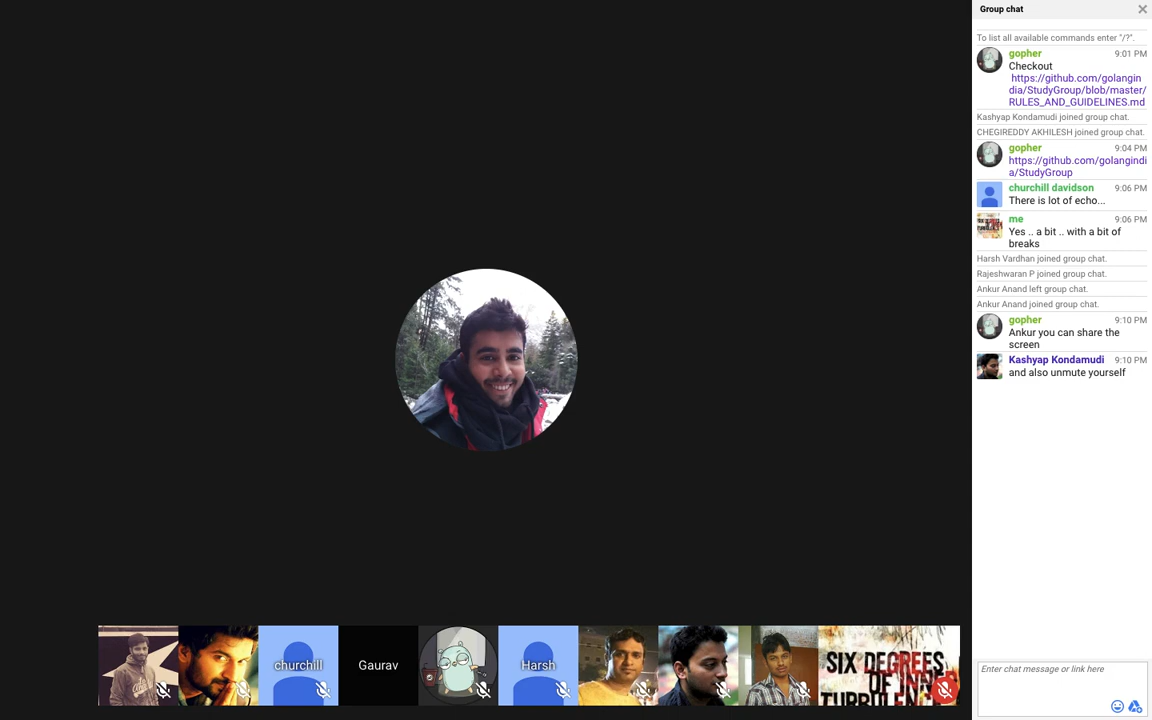 Group chat
To list all available commands enter "/?".
gopher 9:01 PM
Checkout
https://github.com/golangin
dia/StudyGroup/blob/master/
RULES_AND_GUIDELINES.md
Kashyap Kondamudi joined group chat.
CHEGIREDDY AKHILESH joined group chat.
gopher 9:04 PM
https://github.com/golangindi
a/StudyGroup
churchill davidson 9:06 PM
There is lot of echo...
me 9:06 PM
Yes .. a bit .. with a bit of
breaks
Harsh Vardhan joined group chat.
Rajeshwaran P joined group chat.
Ankur Anand left group chat.
Ankur Anand joined group chat.
gopher 9:10 PM
Ankur you can share the
screen
Kashyap Kondamudi 9:10 PM
and also unmute yourself
churchill
Gaurav
Harsh
SIX DEGREES
OF
Enter chat message or link here